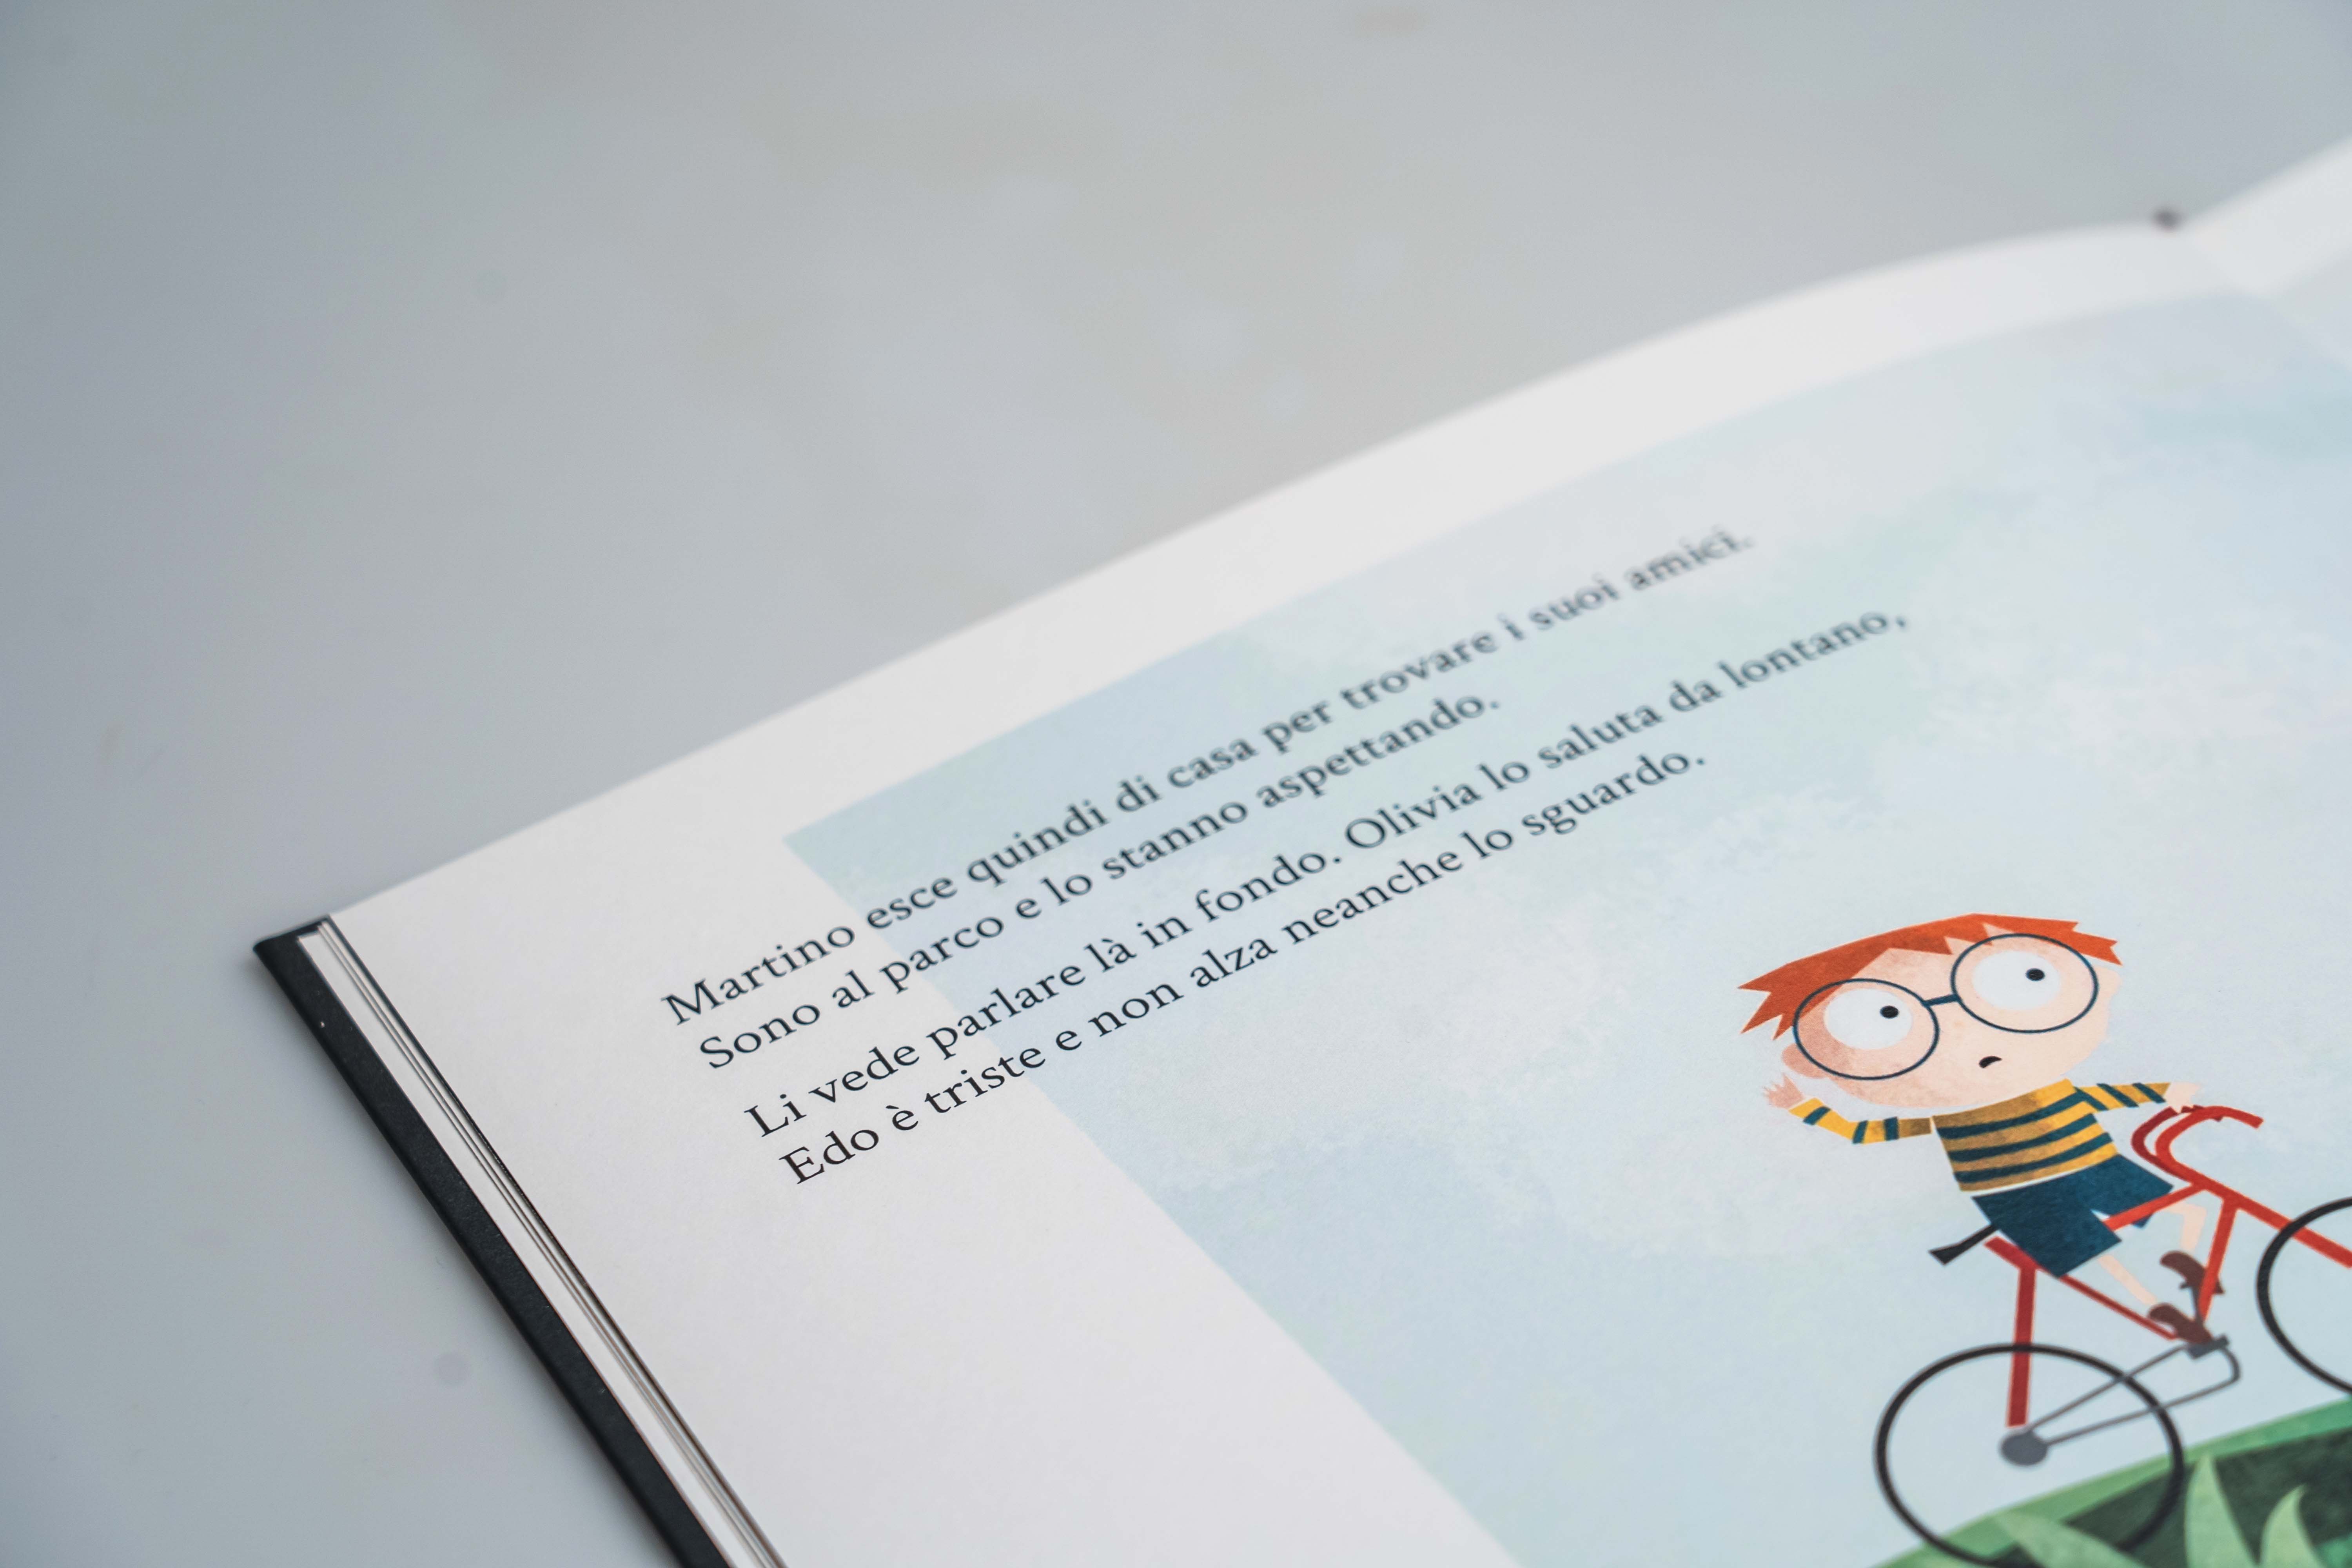 Martino esce quindi di casa per trovare i suoi amici.
Sono al parco e lo stanno aspettando.
Li vede parlare là in fondo. Olivia lo saluta da lontano,
Edo è triste e non alza neanche lo sguardo.